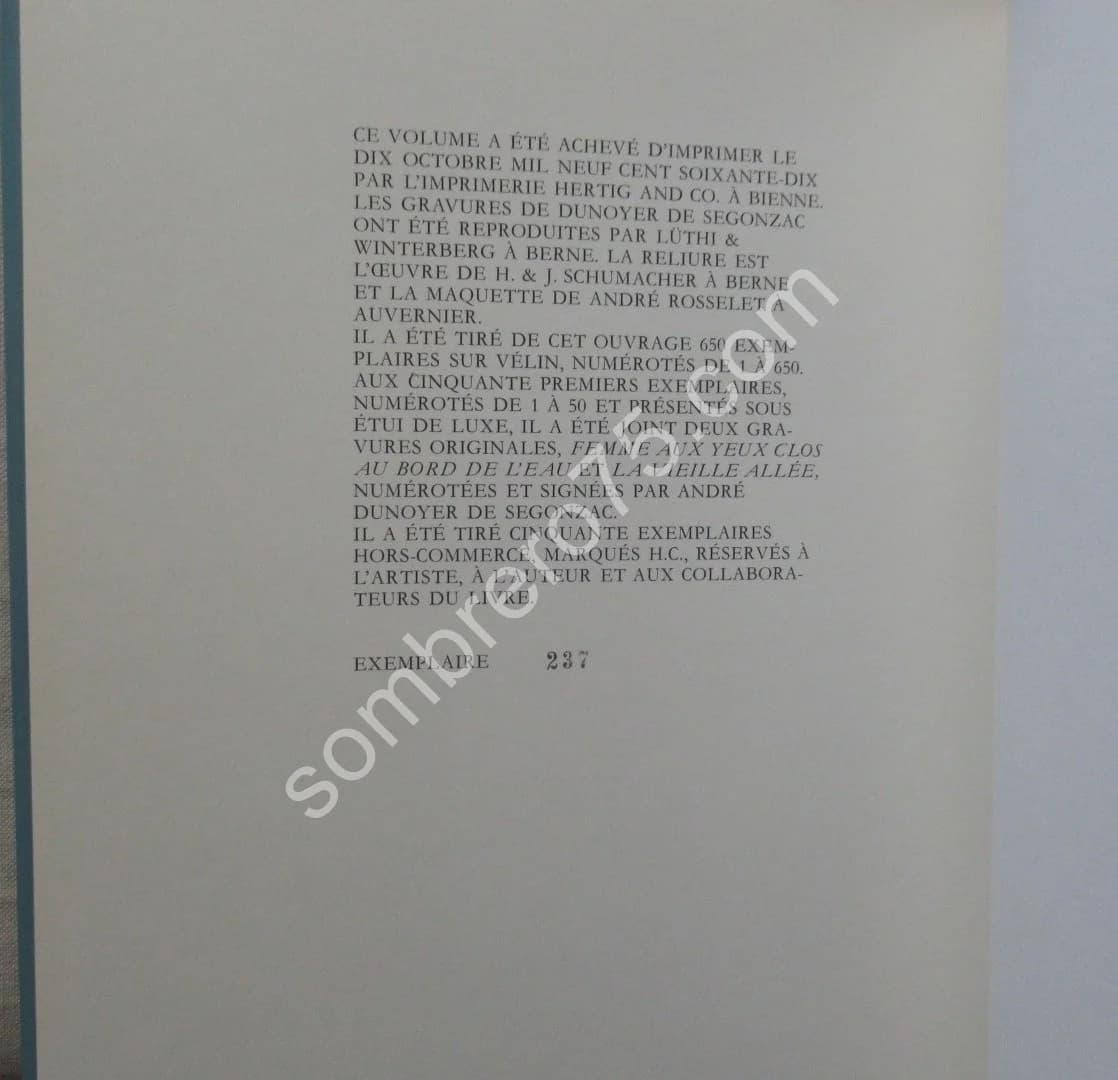 CE VOLUME A ÉTÉ ACHEVÉ D'IMPRIMER LE
DIX OCTOBRE MIL NEUF CENT SOIXANTE-DIX
PAR L'IMPRIMERIE HERTIG AND CO. À BIENNE.
LES GRAVURES DE DUNOYER DE SEGONZAC
ONT ÉTÉ REPRODUITES PAR LÜTHI &
WINTERBERG À BERNE. LA RELIURE EST
L'ŒUVRE DE H. & J. SCHUMACHER À BERNE
ET LA MAQUETTE DE ANDRÉ ROSSELET À
AUVERNIER.
IL A ÉTÉ TIRÉ DE CET OUVRAGE 650 EXEM-
PLAIRES SUR VÉLIN, NUMÉROTÉS DE 1 À 650.
AUX CINQUANTE PREMIERS EXEMPLAIRES,
NUMÉROTÉS DE 1 À 50 ET PRÉSENTÉS SOUS
ÉTUI DE LUXE, IL A ÉTÉ JOINT DEUX GRA-
VURES ORIGINALES, FEMME AUX YEUX CLOS
AU BORD DE L'EAU ET LA VIEILLE ALLÉE,
NUMÉROTÉES ET SIGNÉES PAR ANDRÉ
DUNOYER DE SEGONZAC.
IL A ÉTÉ TIRÉ CINQUANTE EXEMPLAIRES
HORS-COMMERCE, MARQUÉS H.C., RÉSERVÉS À
L'ARTISTE, À L'AUTEUR ET AUX COLLABORA-
TEURS DU LIVRE.
EXEMPLAIRE 237
sombrero75.com